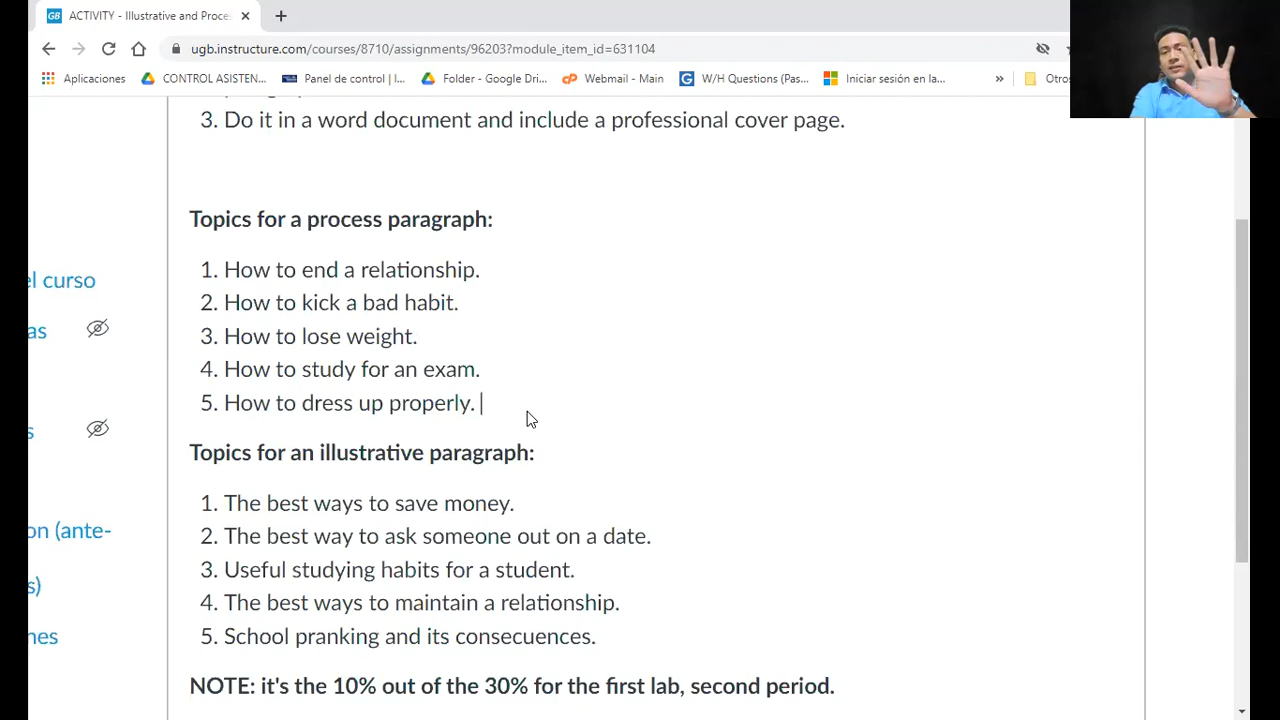 GB ACTIVITY - Illustrative and Proce
ugb.instructure.com/courses/8710/assignments/96203?module_item_id=631104
Aplicaciones CONTROL ASISTEN... Panel de control | I... Folder - Google Dri... cP Webmail - Main G W/H Questions (Pas... Iniciar sesión en la... » Otros
3. Do it in a word document and include a professional cover page.
Topics for a process paragraph:
1. How to end a relationship.
el curso
2. How to kick a bad habit.
as
3. How to lose weight.
4. How to study for an exam.
5. How to dress up properly.
s
Topics for an illustrative paragraph:
1. The best ways to save money.
on (ante-
2. The best way to ask someone out on a date.
3. Useful studying habits for a student.
s)
4. The best ways to maintain a relationship.
nes
5. School pranking and its consecuences.
NOTE: it's the 10% out of the 30% for the first lab, second period.